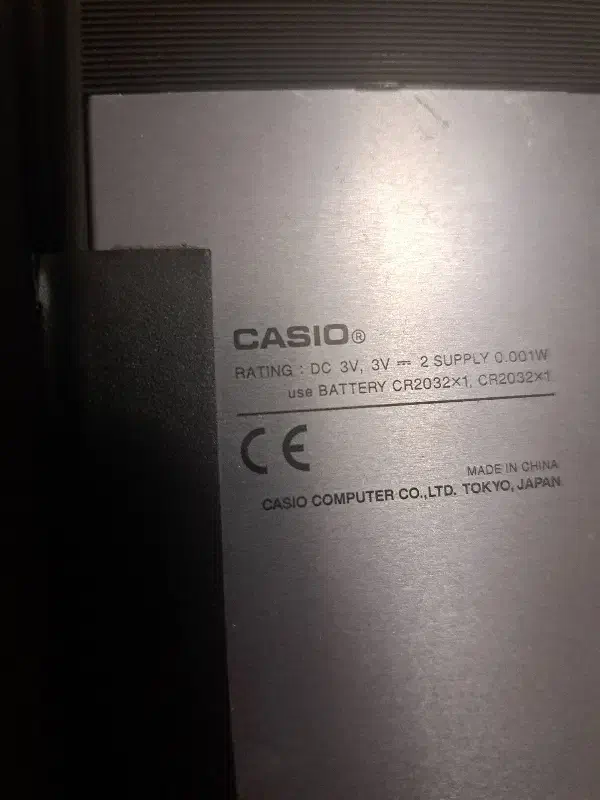 CASIO®
RATING : DC 3V, 3V ⎓ 2 SUPPLY 0.001W
use BATTERY CR2032×1, CR2032×1
CE
MADE IN CHINA
CASIO COMPUTER CO.,LTD. TOKYO, JAPAN